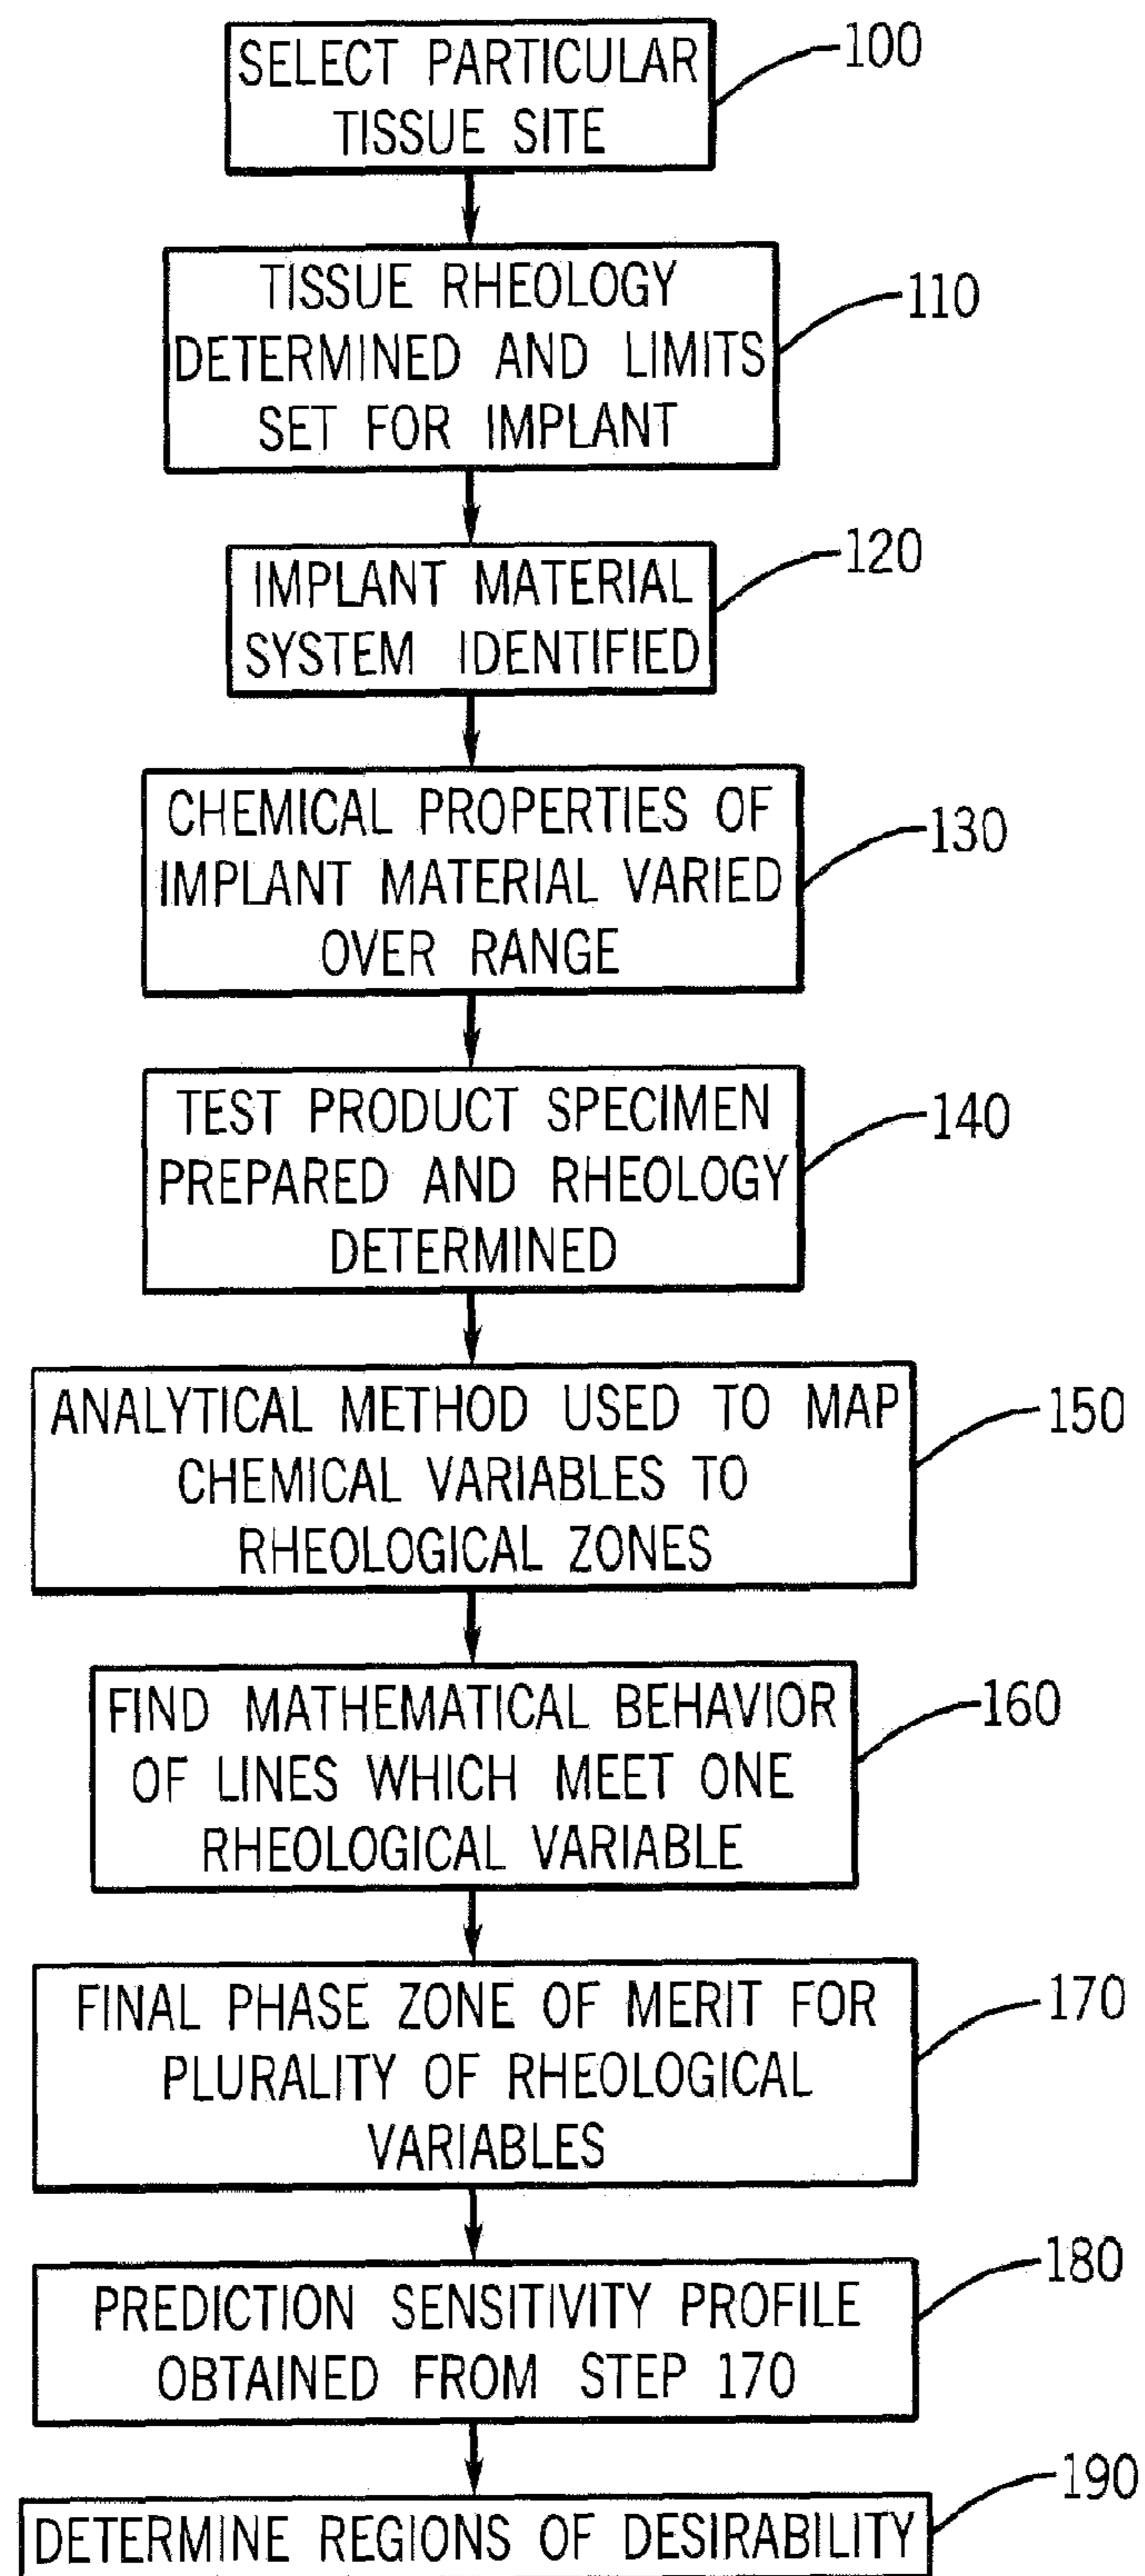 SELECT PARTICULAR
TISSUE SITE
100
TISSUE RHEOLOGY
DETERMINED AND LIMITS
SET FOR IMPLANT
110
IMPLANT MATERIAL
SYSTEM IDENTIFIED
120
CHEMICAL PROPERTIES OF
IMPLANT MATERIAL VARIED
OVER RANGE
130
TEST PRODUCT SPECIMEN
PREPARED AND RHEOLOGY
DETERMINED
140
ANALYTICAL METHOD USED TO MAP
CHEMICAL VARIABLES TO
RHEOLOGICAL ZONES
150
FIND MATHEMATICAL BEHAVIOR
OF LINES WHICH MEET ONE
RHEOLOGICAL VARIABLE
160
FINAL PHASE ZONE OF MERIT FOR
PLURALITY OF RHEOLOGICAL
VARIABLES
170
PREDICTION SENSITIVITY PROFILE
OBTAINED FROM STEP 170
180
DETERMINE REGIONS OF DESIRABILITY
190